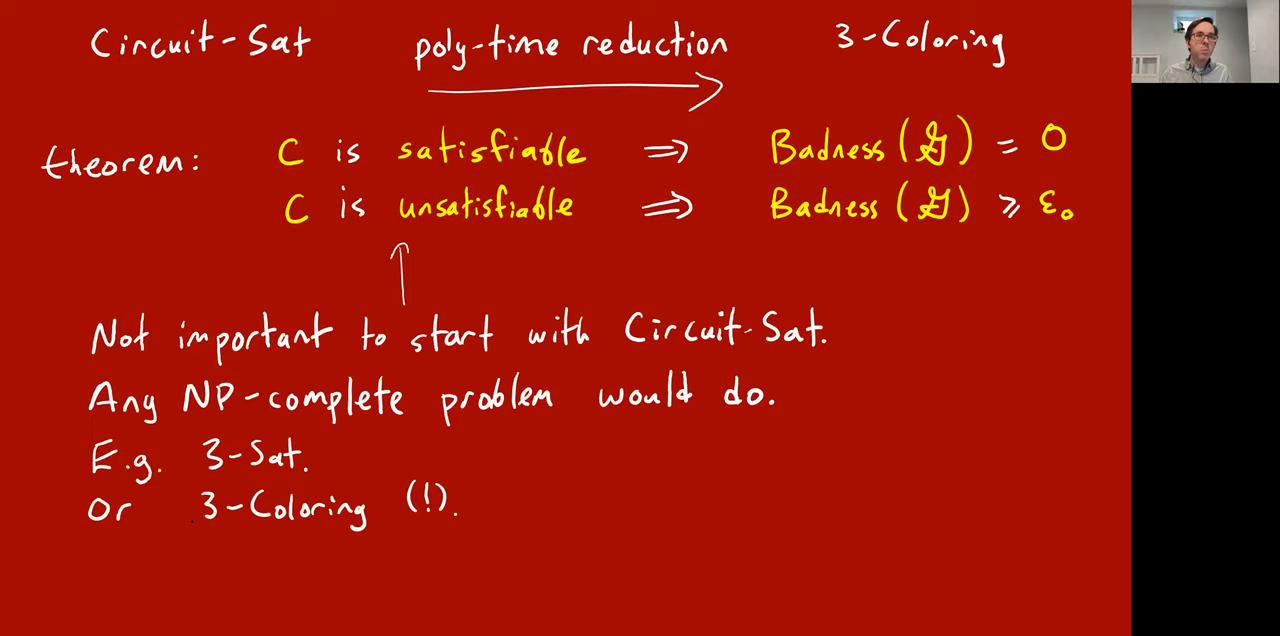 Circuit-Sat poly-time reduction 3-Coloring
theorem: C is satisfiable ⇒ Badness(𝒢) = 0
C is unsatisfiable ⇒ Badness(𝒢) ≥ ε₀
Not important to start with Circuit-Sat.
Any NP-complete problem would do.
E.g. 3-Sat.
Or 3-Coloring (!).